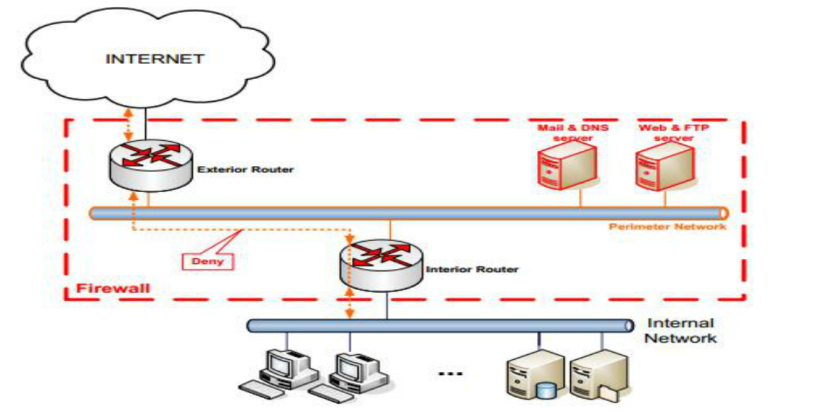 INTERNET
Mail & DNS
server
Web & FTP
server
Exterior Router
Perimeter Network
Deny
Interior Router
Firewall
Internal
Network
...